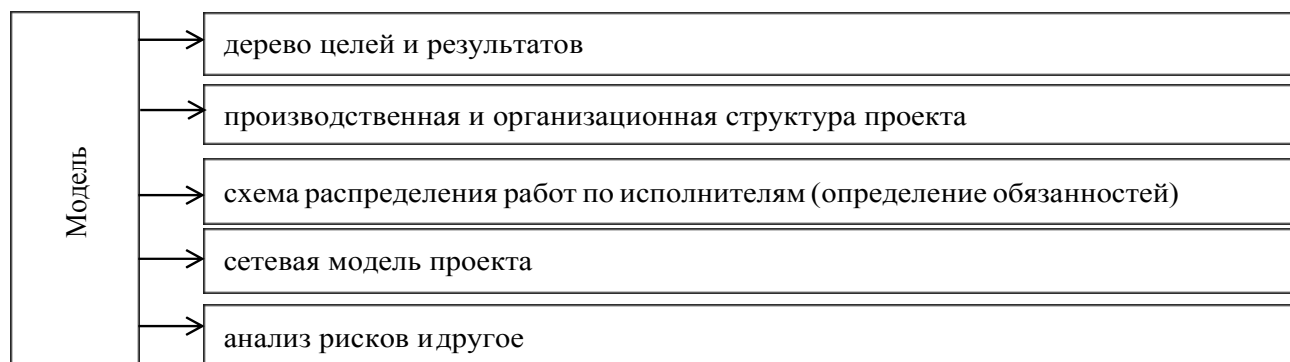 Модель
дерево целей и результатов
производственная и организационная структура проекта
схема распределения работ по исполнителям (определение обязанностей)
сетевая модель проекта
анализ рисков и другое